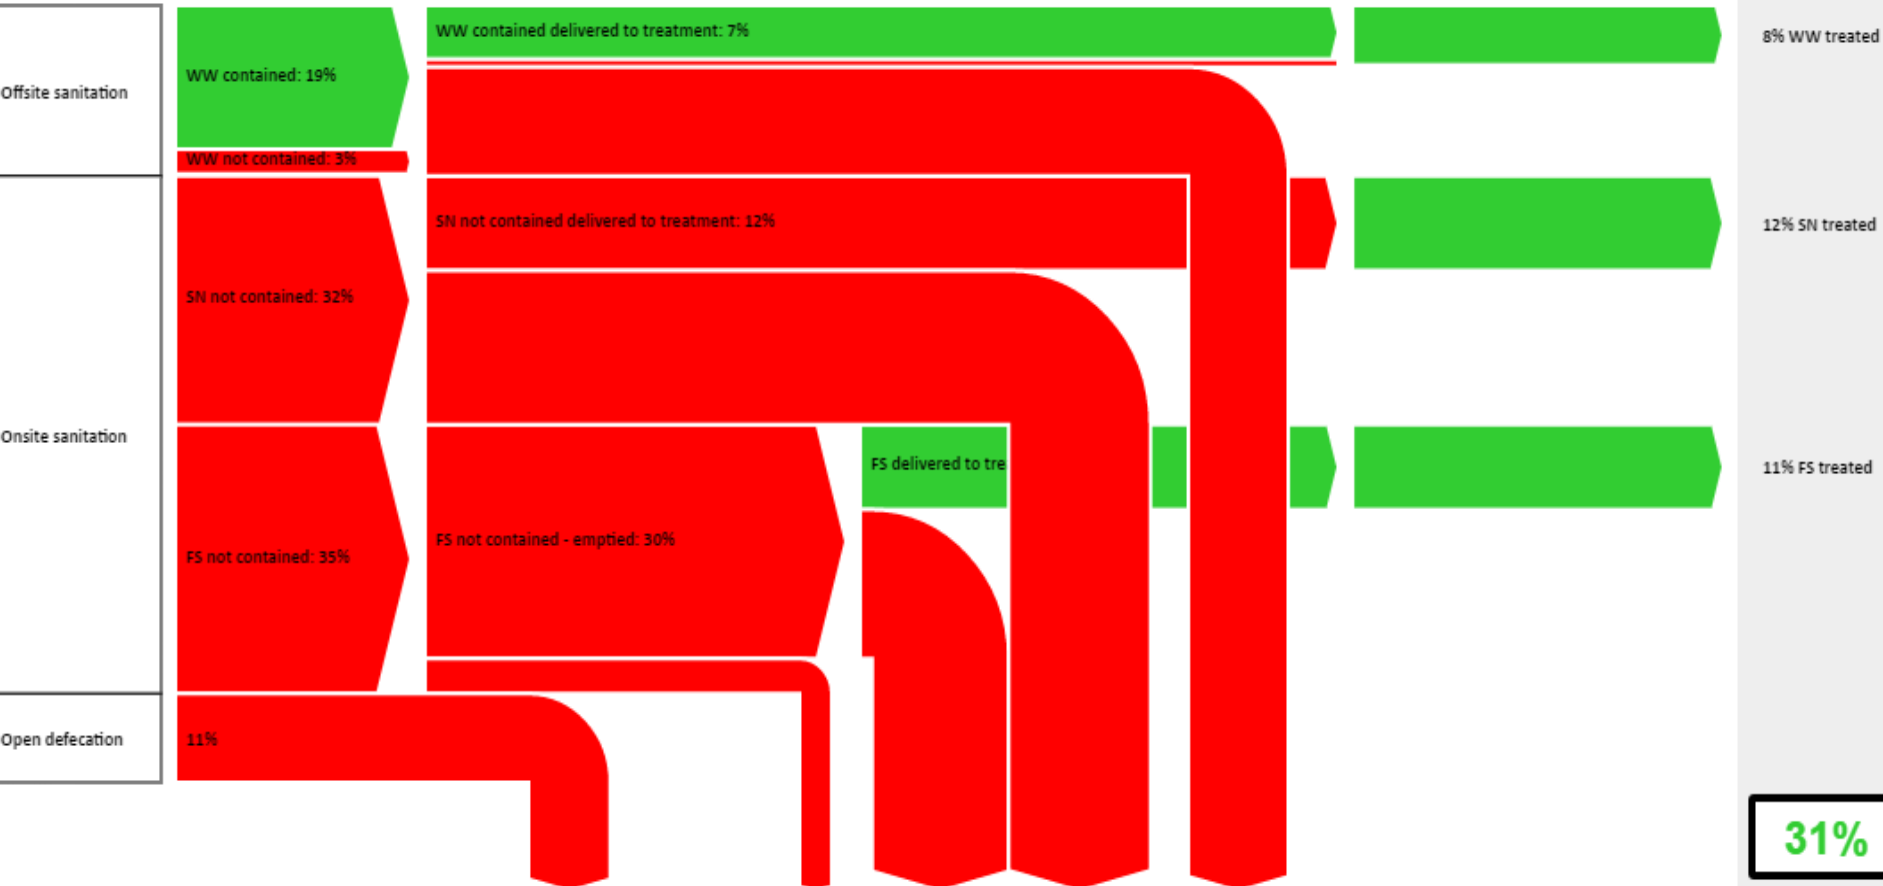 Offsite sanitation
WW contained: 19%
WW not contained: 3%
WW contained delivered to treatment: 7%
8% WW treated
Onsite sanitation
SN not contained: 32%
SN not contained delivered to treatment: 12%
12% SN treated
FS not contained: 35%
FS not contained - emptied: 30%
FS delivered to tre
11% FS treated
Open defecation
11%
31%